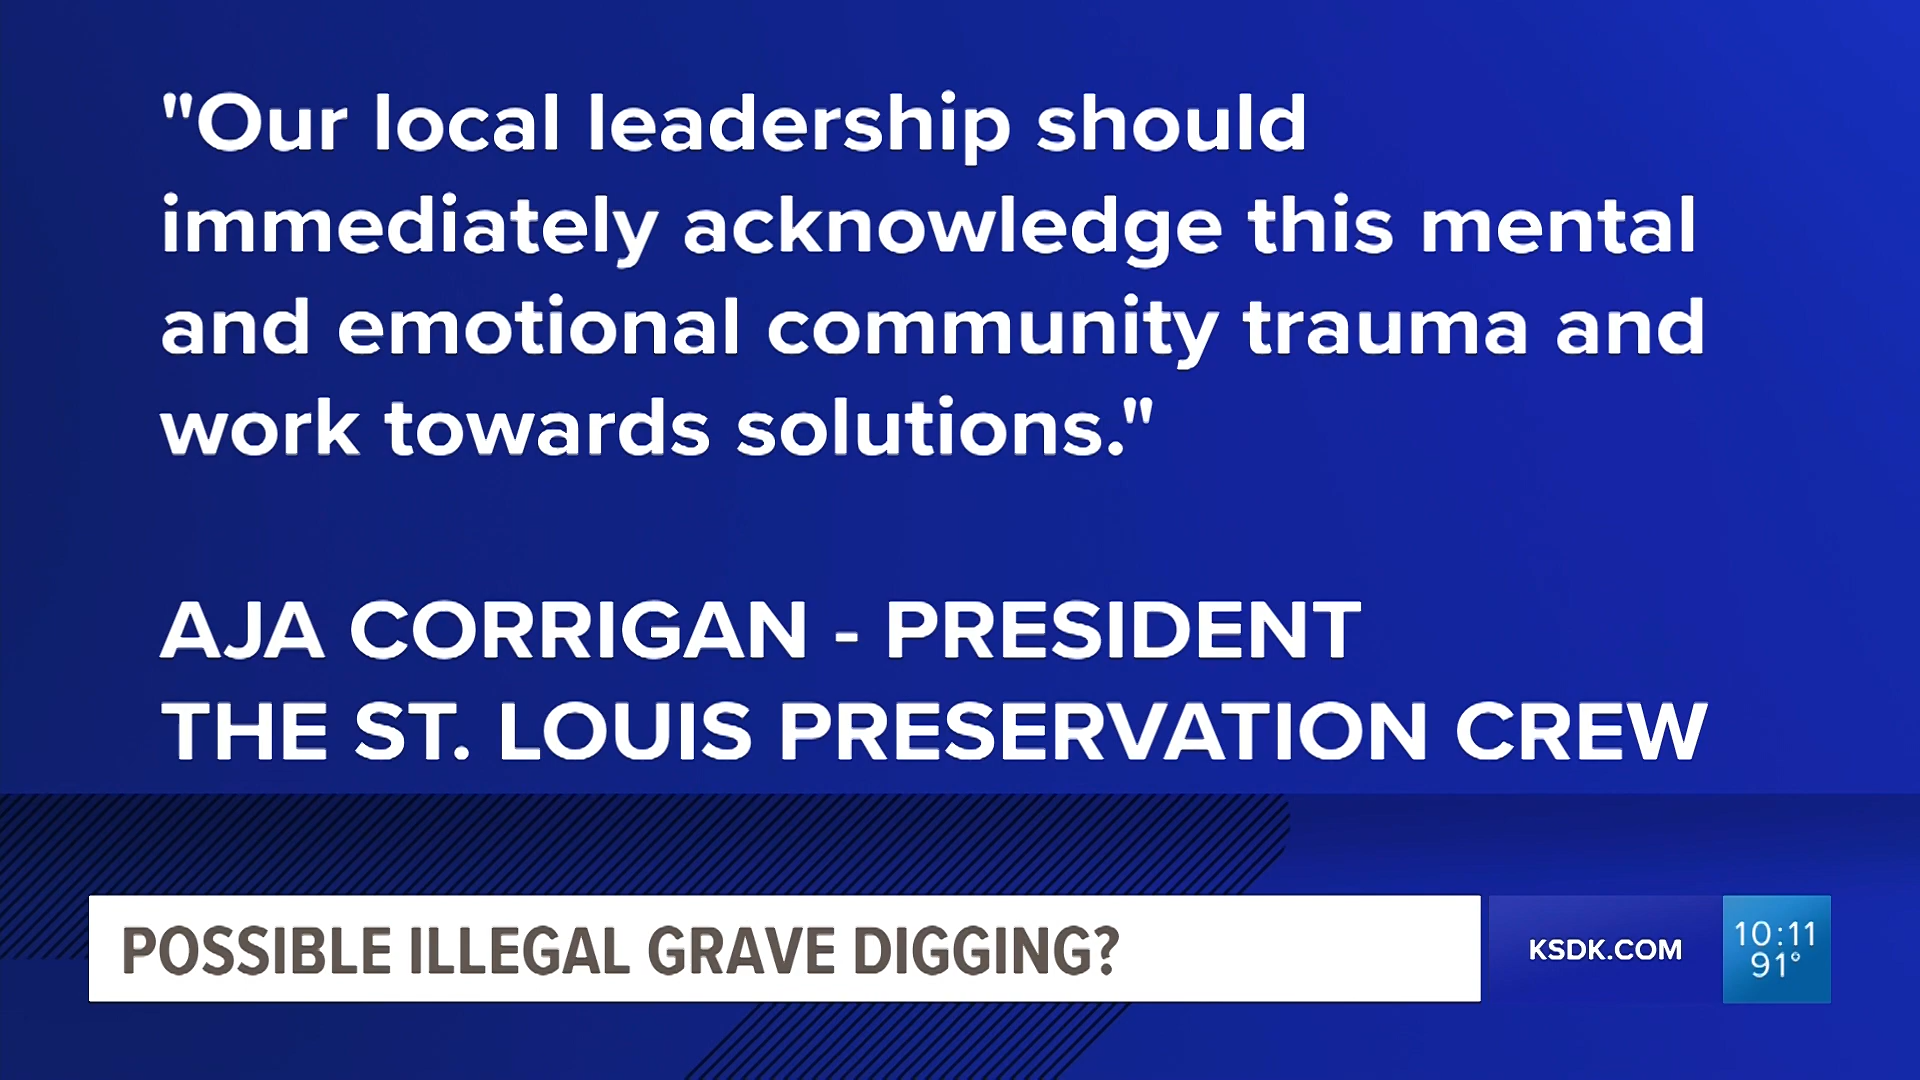 "Our local leadership should
immediately acknowledge this mental
and emotional community trauma and
work towards solutions."
AJA CORRIGAN - PRESIDENT
THE ST. LOUIS PRESERVATION CREW
POSSIBLE ILLEGAL GRAVE DIGGING?
KSDK.COM
10:11
91°